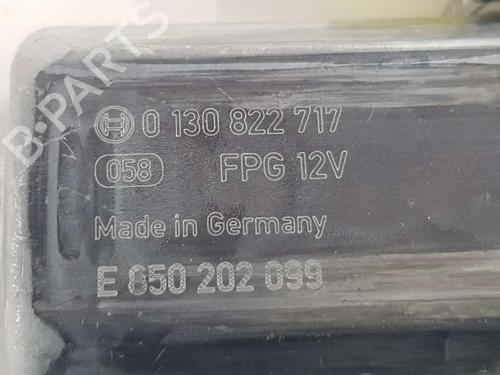 0 130 822 717
058 FPG 12V
Made in Germany
E 850 202 099
B-PARTS